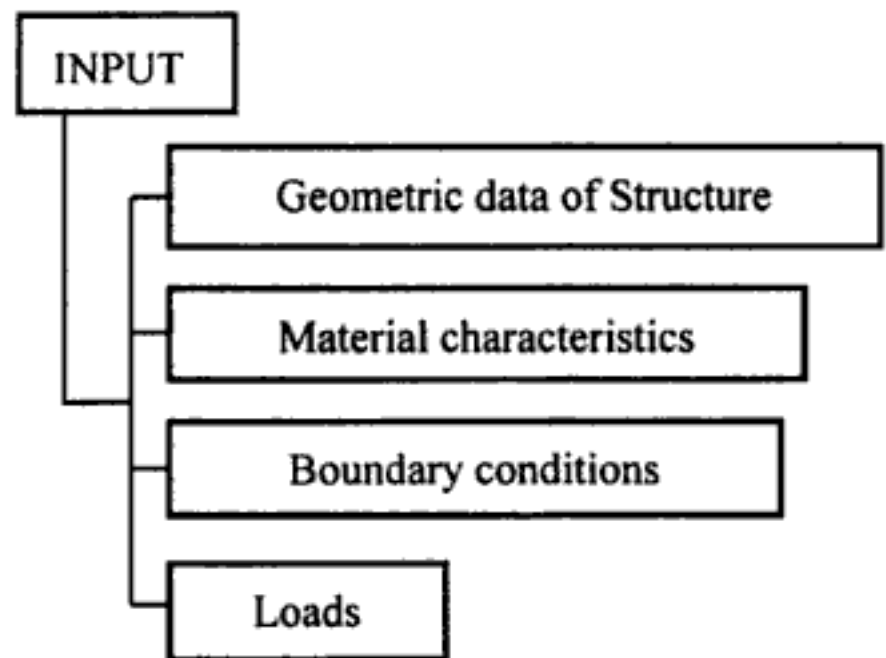 INPUT
Geometric data of Structure
Material characteristics
Boundary conditions
Loads